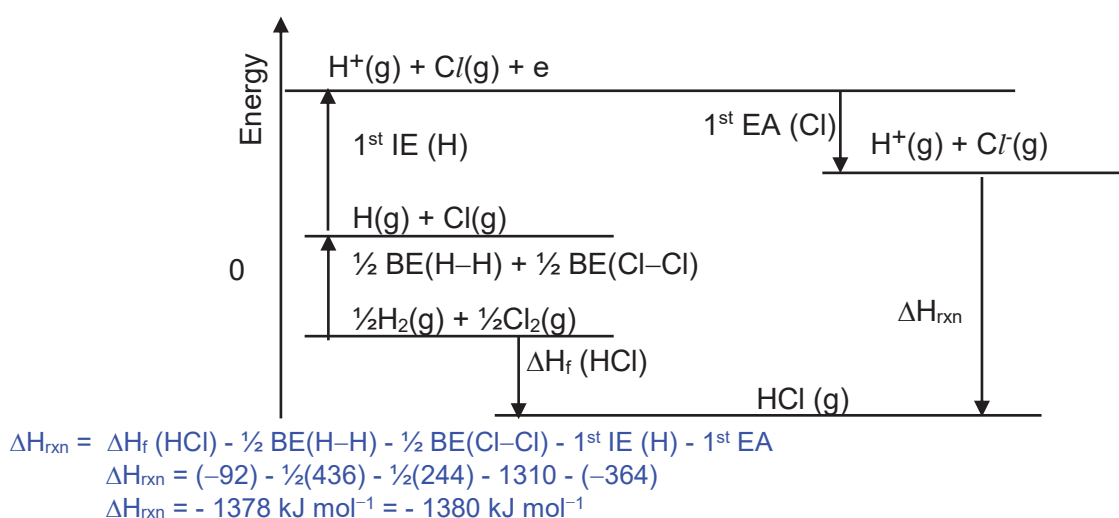 Energy
H⁺(g) + Cl(g) + e
1ˢᵗ EA (Cl)
H⁺(g) + Cl⁻(g)
1ˢᵗ IE (H)
H(g) + Cl(g)
0
½ BE(H–H) + ½ BE(Cl–Cl)
½H₂(g) + ½Cl₂(g)
ΔHᵣₓₙ
ΔHf (HCl)
HCl (g)
ΔHᵣₓₙ = ΔHf (HCl) - ½ BE(H–H) - ½ BE(Cl–Cl) - 1ˢᵗ IE (H) - 1ˢᵗ EA
ΔHᵣₓₙ = (–92) - ½(436) - ½(244) - 1310 - (–364)
ΔHᵣₓₙ = - 1378 kJ mol⁻¹ = - 1380 kJ mol⁻¹